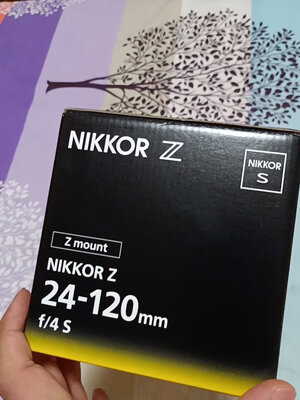 NIKKOR Z
NIKKOR
S
Z mount
NIKKOR Z
24-120mm
f/4 S